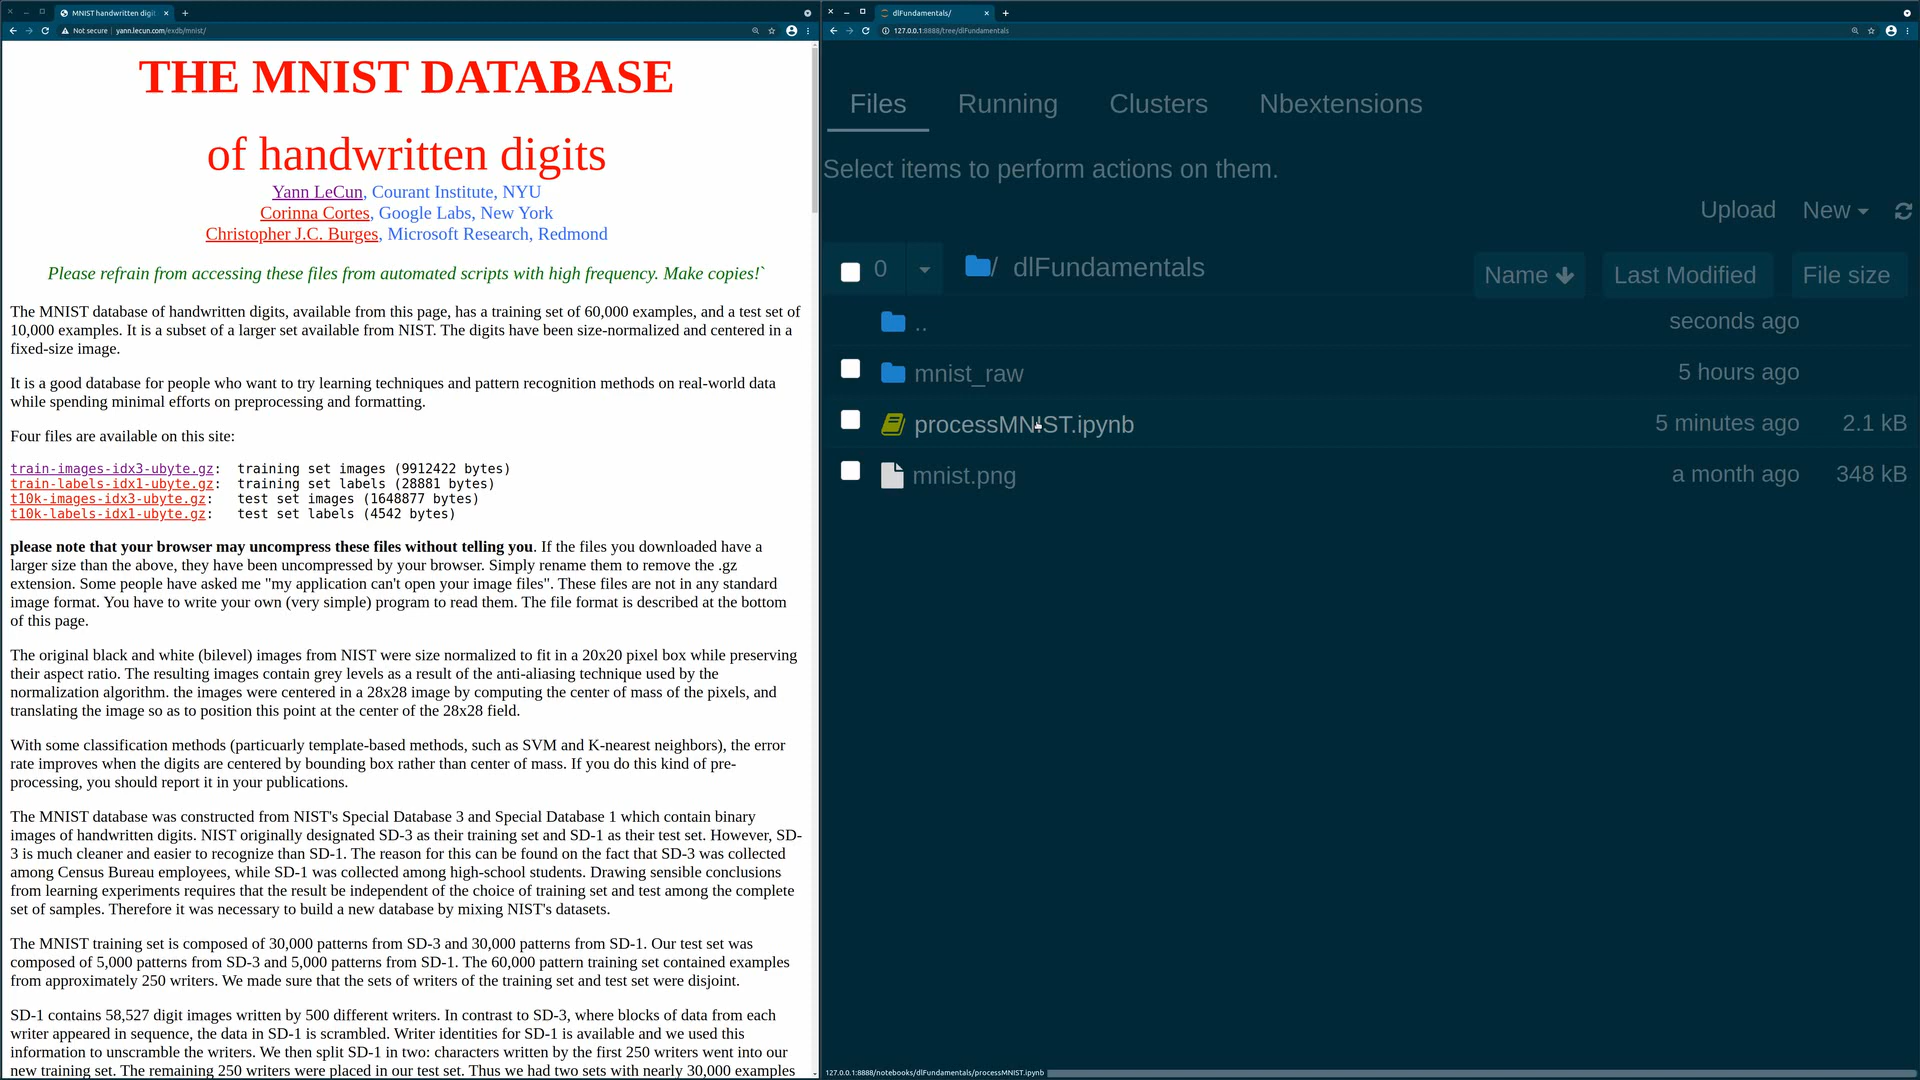 MNIST handwritten digi
Not secure | yann.lecun.com/exdb/mnist/
THE MNIST DATABASE
of handwritten digits
Yann LeCun, Courant Institute, NYU
Corinna Cortes, Google Labs, New York
Christopher J.C. Burges, Microsoft Research, Redmond
Please refrain from accessing these files from automated scripts with high frequency. Make copies!`
The MNIST database of handwritten digits, available from this page, has a training set of 60,000 examples, and a test set of
10,000 examples. It is a subset of a larger set available from NIST. The digits have been size-normalized and centered in a
fixed-size image.
It is a good database for people who want to try learning techniques and pattern recognition methods on real-world data
while spending minimal efforts on preprocessing and formatting.
Four files are available on this site:
train-images-idx3-ubyte.gz: training set images (9912422 bytes)
train-labels-idx1-ubyte.gz: training set labels (28881 bytes)
t10k-images-idx3-ubyte.gz: test set images (1648877 bytes)
t10k-labels-idx1-ubyte.gz: test set labels (4542 bytes)
please note that your browser may uncompress these files without telling you. If the files you downloaded have a
larger size than the above, they have been uncompressed by your browser. Simply rename them to remove the .gz
extension. Some people have asked me "my application can't open your image files". These files are not in any standard
image format. You have to write your own (very simple) program to read them. The file format is described at the bottom
of this page.
The original black and white (bilevel) images from NIST were size normalized to fit in a 20x20 pixel box while preserving
their aspect ratio. The resulting images contain grey levels as a result of the anti-aliasing technique used by the
normalization algorithm. the images were centered in a 28x28 image by computing the center of mass of the pixels, and
translating the image so as to position this point at the center of the 28x28 field.
With some classification methods (particuarly template-based methods, such as SVM and K-nearest neighbors), the error
rate improves when the digits are centered by bounding box rather than center of mass. If you do this kind of pre-
processing, you should report it in your publications.
The MNIST database was constructed from NIST's Special Database 3 and Special Database 1 which contain binary
images of handwritten digits. NIST originally designated SD-3 as their training set and SD-1 as their test set. However, SD-
3 is much cleaner and easier to recognize than SD-1. The reason for this can be found on the fact that SD-3 was collected
among Census Bureau employees, while SD-1 was collected among high-school students. Drawing sensible conclusions
from learning experiments requires that the result be independent of the choice of training set and test among the complete
set of samples. Therefore it was necessary to build a new database by mixing NIST's datasets.
The MNIST training set is composed of 30,000 patterns from SD-3 and 30,000 patterns from SD-1. Our test set was
composed of 5,000 patterns from SD-3 and 5,000 patterns from SD-1. The 60,000 pattern training set contained examples
from approximately 250 writers. We made sure that the sets of writers of the training set and test set were disjoint.
SD-1 contains 58,527 digit images written by 500 different writers. In contrast to SD-3, where blocks of data from each
writer appeared in sequence, the data in SD-1 is scrambled. Writer identities for SD-1 is available and we used this
information to unscramble the writers. We then split SD-1 in two: characters written by the first 250 writers went into our
new training set. The remaining 250 writers were placed in our test set. Thus we had two sets with nearly 30,000 examples
dlFundamentals/
127.0.0.1:8888/tree/dlFundamentals
Files Running Clusters Nbextensions
Select items to perform actions on them.
Upload New
0 / dlFundamentals Name Last Modified File size
.. seconds ago
mnist_raw 5 hours ago
processMNIST.ipynb 5 minutes ago 2.1 kB
mnist.png a month ago 348 kB
127.0.0.1:8888/notebooks/dlFundamentals/processMNIST.ipynb